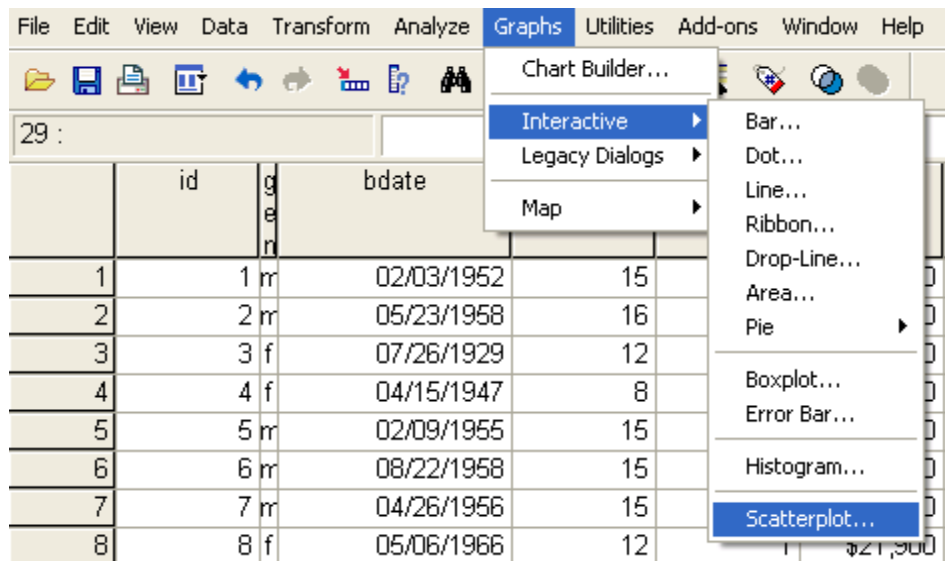 File Edit View Data Transform Analyze Graphs Utilities Add-ons Window Help
Chart Builder...
29 :
Interactive
Legacy Dialogs
Map
Bar...
Dot...
Line...
Ribbon...
Drop-Line...
Area...
Pie
Boxplot...
Error Bar...
Histogram...
Scatterplot...
id gen bdate
1 1 m 02/03/1952 15
2 2 m 05/23/1958 16
3 3 f 07/26/1929 12
4 4 f 04/15/1947 8
5 5 m 02/09/1955 15
6 6 m 08/22/1958 15
7 7 m 04/26/1956 15
8 8 f 05/06/1966 12 1 $21,900